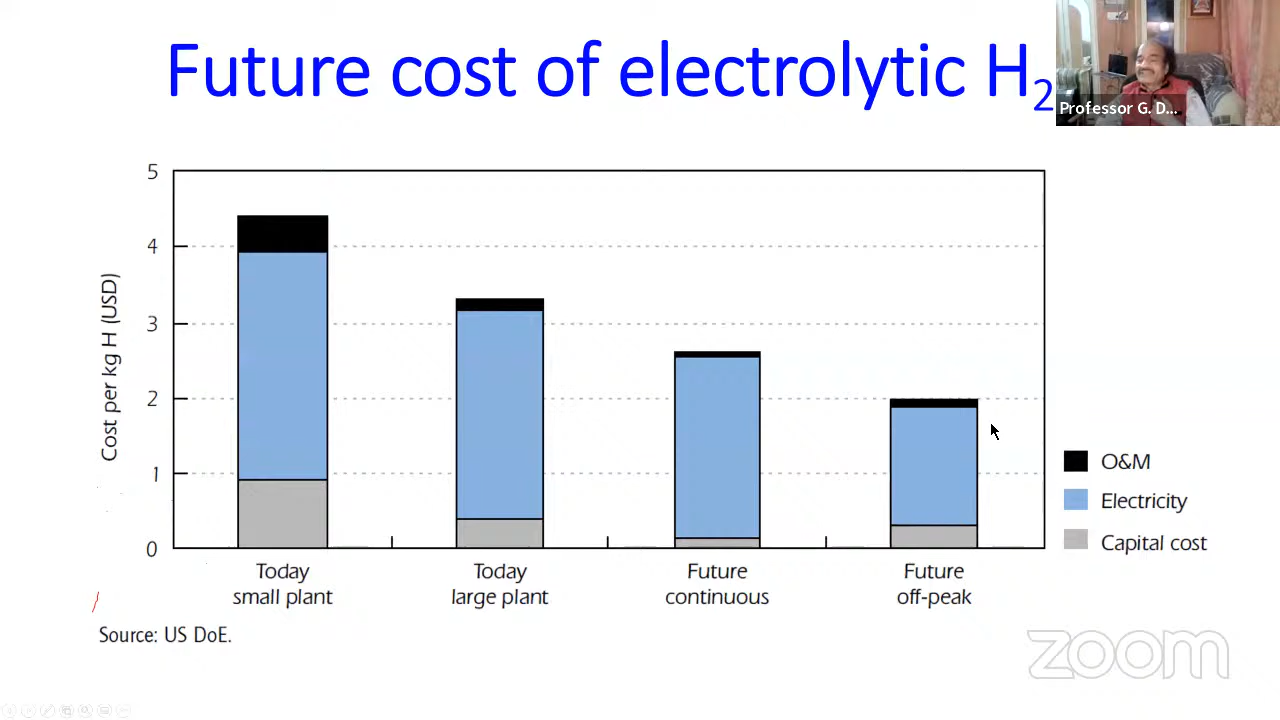 Future cost of electrolytic H2
Professor G. D...
5
4
3
2
1
0
Cost per kg H (USD)
O&M
Electricity
Capital cost
Today
small plant
Today
large plant
Future
continuous
Future
off-peak
Source: US DoE.
zoom